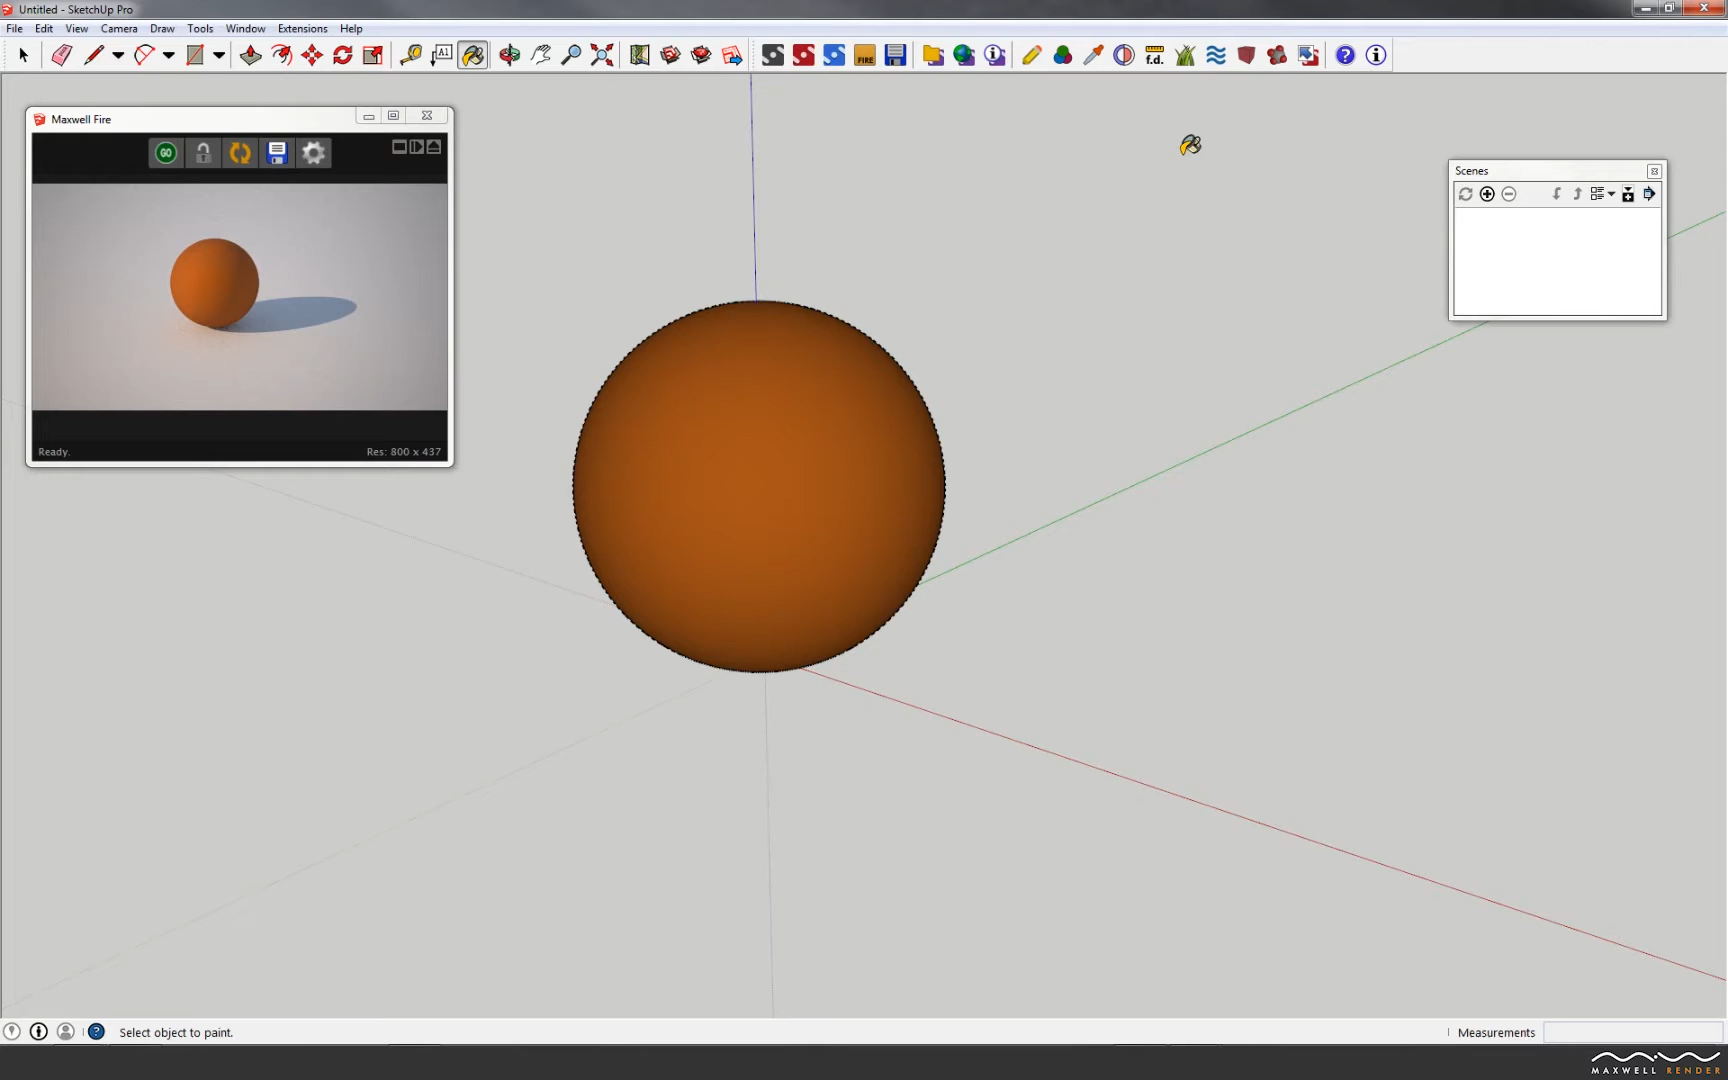 Untitled - SketchUp Pro
File Edit View Camera Draw Tools Window Extensions Help
A1
FIRE
f.d.
Maxwell Fire
GO
Ready. Res: 800 x 437
Scenes
Select object to paint. Measurements
MAXWELL RENDER